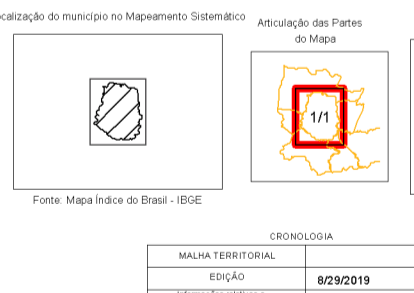 calização do município no Mapeamento Sistemático
Articulação das Partes
do Mapa
1/1
Fonte: Mapa Índice do Brasil - IBGE
CRONOLOGIA
MALHA TERRITORIAL
EDIÇÃO 8/29/2019